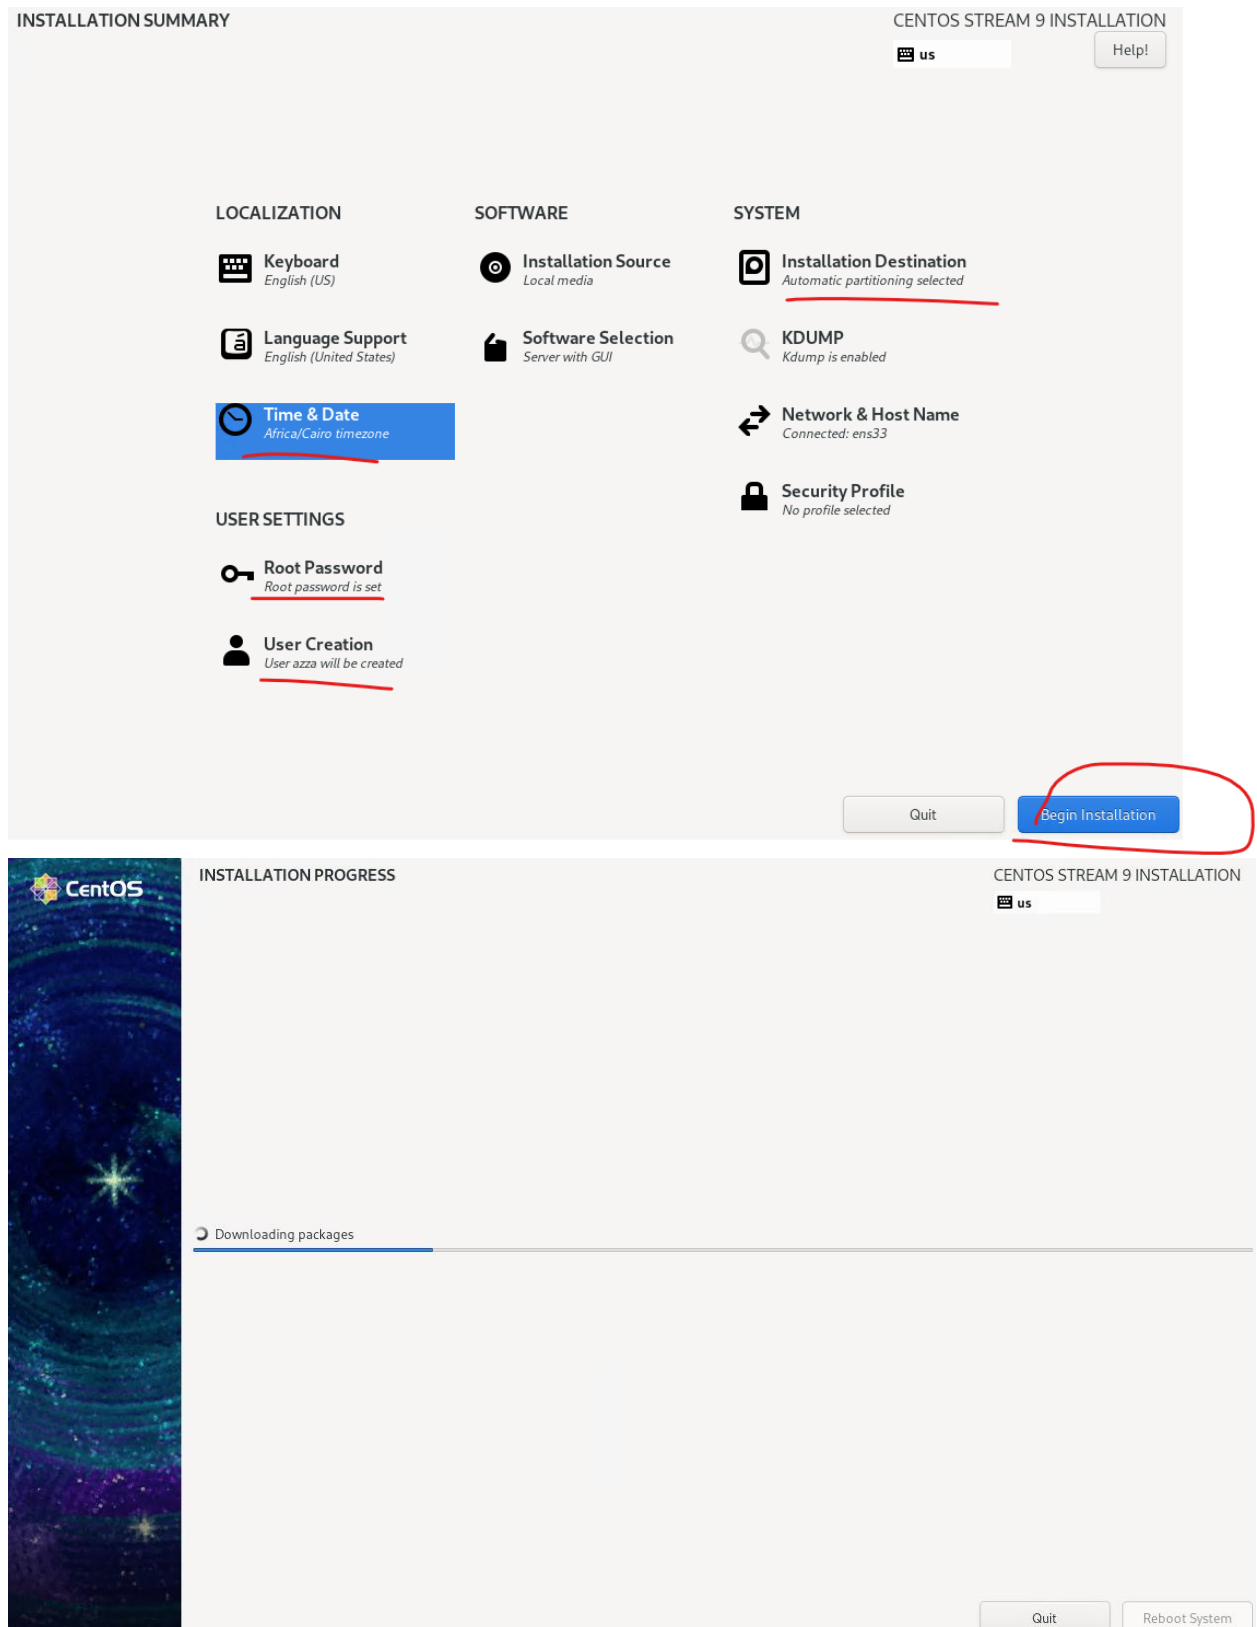 INSTALLATION SUMMARY
CENTOS STREAM 9 INSTALLATION
us
Help!
LOCALIZATION
Keyboard
English (US)
Language Support
English (United States)
Time & Date
Africa/Cairo timezone
USER SETTINGS
Root Password
Root password is set
User Creation
User azza will be created
SOFTWARE
Installation Source
Local media
Software Selection
Server with GUI
SYSTEM
Installation Destination
Automatic partitioning selected
KDUMP
Kdump is enabled
Network & Host Name
Connected: ens33
Security Profile
No profile selected
Quit
Begin Installation
CentOS
INSTALLATION PROGRESS
CENTOS STREAM 9 INSTALLATION
us
Downloading packages
Quit
Reboot System